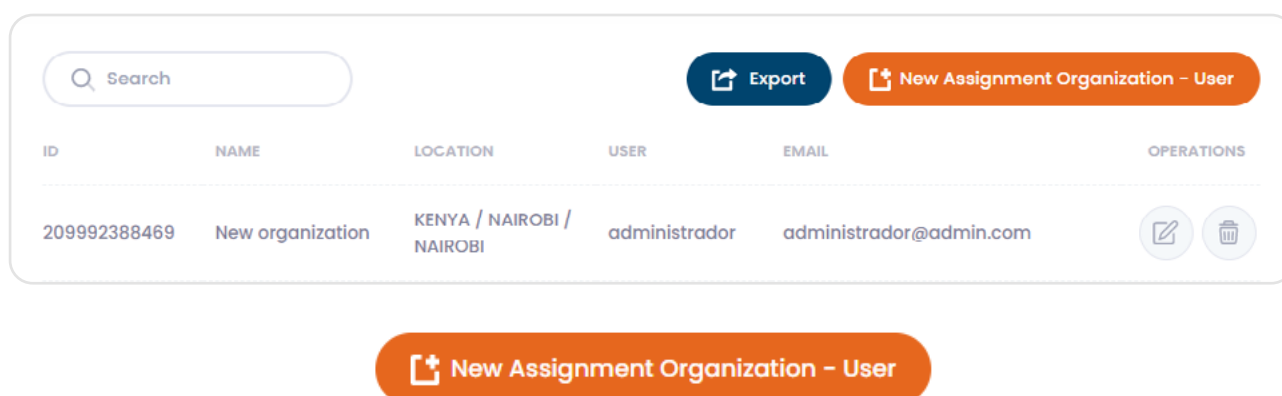 Search
Export
New Assignment Organization - User
ID NAME LOCATION USER EMAIL OPERATIONS
209992388469 New organization KENYA / NAIROBI / administrador administrador@admin.com
NAIROBI
New Assignment Organization - User